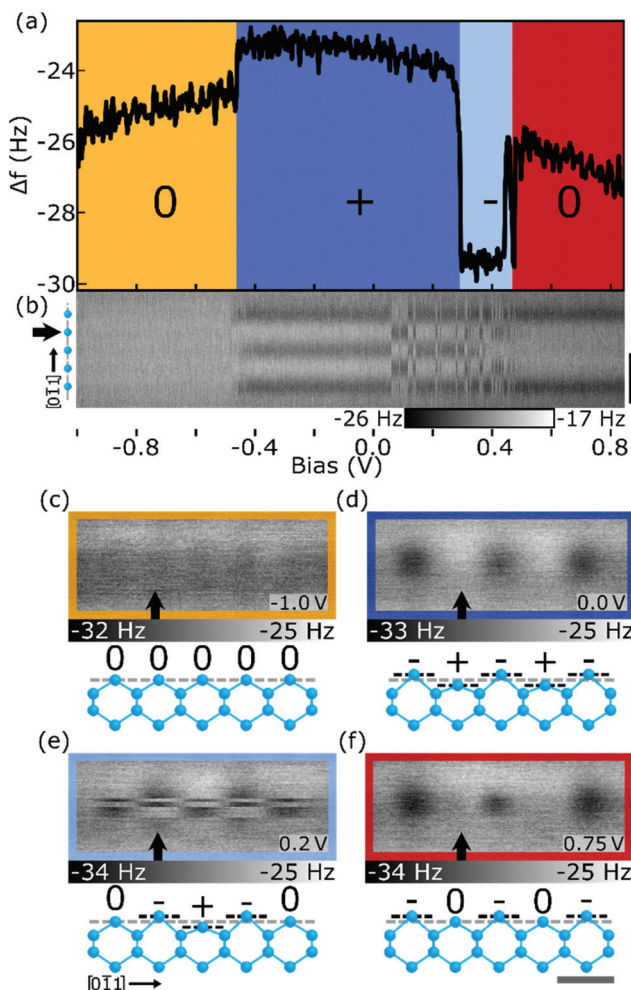 (a)
-24
-26
-28
-30
Δf (Hz)
0 + - 0
(b)
[01̅1]
-26 Hz -17 Hz
-0.8 -0.4 0.0 0.4 0.8
Bias (V)
(c)
-1.0 V
-32 Hz -25 Hz
0 0 0 0 0
(d)
0.0 V
-33 Hz -25 Hz
- + - + -
(e)
0.2 V
-34 Hz -25 Hz
0 - + - 0
[01̅1]
(f)
0.75 V
-34 Hz -25 Hz
- 0 - 0 -